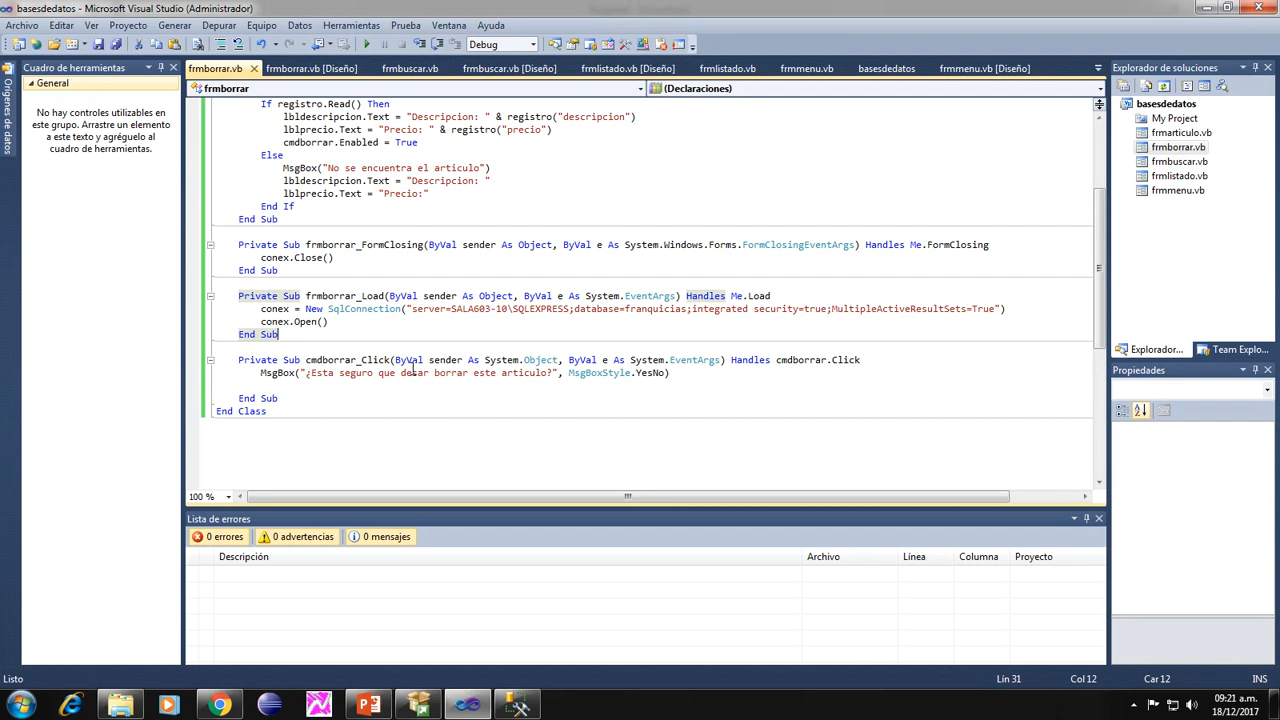 basesdedatos - Microsoft Visual Studio (Administrador)
Archivo Editar Ver Proyecto Generar Depurar Equipo Datos Herramientas Prueba Ventana Ayuda
Debug
Cuadro de herramientas
General
No hay controles utilizables en
este grupo. Arrastre un elemento
a este texto y agréguelo al
cuadro de herramientas.
Orígenes de datos
frmborrar.vb frmborrar.vb [Diseño] frmbuscar.vb frmbuscar.vb [Diseño] frmlistado.vb [Diseño] frmlistado.vb frmmenu.vb basesdedatos frmmenu.vb [Diseño]
frmborrar (Declaraciones)
If registro.Read() Then
lbldescripcion.Text = "Descripcion: " & registro("descripcion")
lblprecio.Text = "Precio: " & registro("precio")
cmdborrar.Enabled = True
Else
MsgBox("No se encuentra el articulo")
lbldescripcion.Text = "Descripcion: "
lblprecio.Text = "Precio:"
End If
End Sub
Private Sub frmborrar_FormClosing(ByVal sender As Object, ByVal e As System.Windows.Forms.FormClosingEventArgs) Handles Me.FormClosing
conex.Close()
End Sub
Private Sub frmborrar_Load(ByVal sender As Object, ByVal e As System.EventArgs) Handles Me.Load
conex = New SqlConnection("server=SALA603-10\SQLEXPRESS;database=franquicias;integrated security=true;MultipleActiveResultSets=True")
conex.Open()
End Sub
Private Sub cmdborrar_Click(ByVal sender As System.Object, ByVal e As System.EventArgs) Handles cmdborrar.Click
MsgBox("¿Esta seguro que borrar este articulo?", MsgBoxStyle.YesNo)
End Sub
End Class
100 %
Lista de errores
0 errores 0 advertencias 0 mensajes
Descripción Archivo Línea Columna Proyecto
Explorador de soluciones
basesdedatos
My Project
frmarticulo.vb
frmborrar.vb
frmbuscar.vb
frmlistado.vb
frmmenu.vb
Explorador... Team Explo...
Propiedades
Listo Lín 31 Col 12 Car 12 INS
09:21 a.m.
18/12/2017